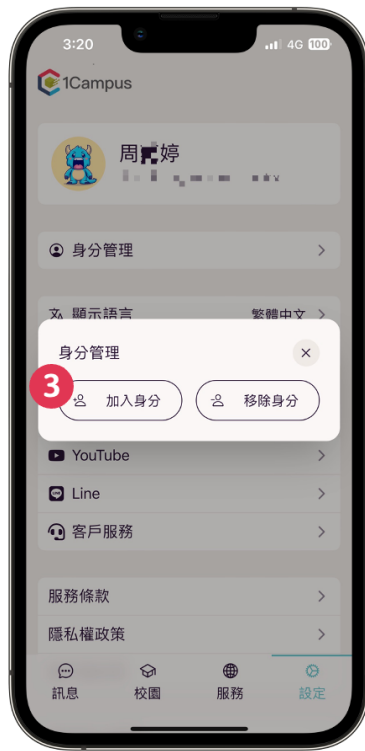 3:20 4G 100
1Campus
周 婷
身分管理
顯示語言 繁體中文
身分管理
3
加入身分 移除身分
YouTube
Line
客戶服務
服務條款
隱私權政策
訊息 校園 服務 設定